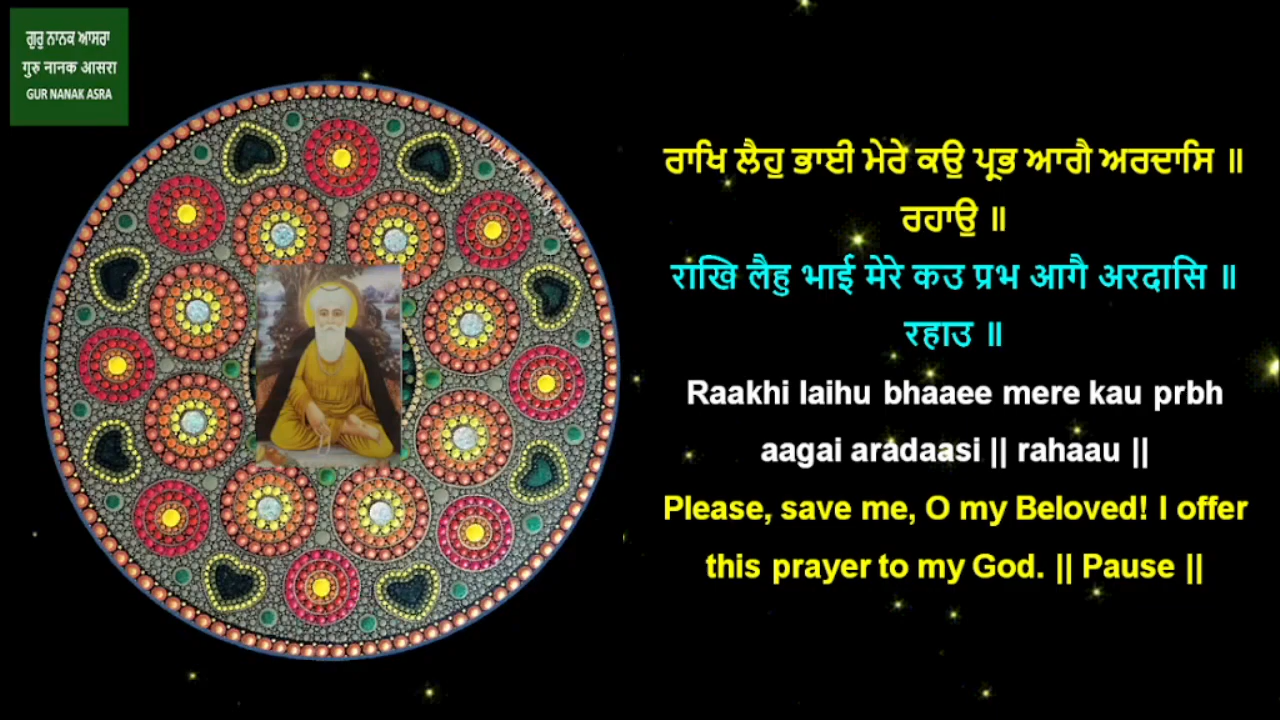 ਗੁਰੁ ਨਾਨਕ ਆਸਰਾ
गुरु नानक आसरा
GUR NANAK ASRA
ਰਾਖਿ ਲੈਹੁ ਭਾਈ ਮੇਰੇ ਕਉ ਪ੍ਰਭ ਆਗੈ ਅਰਦਾਸਿ ॥
ਰਹਾਉ ॥
राखि लैहु भाई मेरे कउ प्रभ आगै अरदासि ॥
रहाउ ॥
Raakhi laihu bhaaee mere kau prbh
aagai aradaasi || rahaau ||
Please, save me, O my Beloved! I offer
this prayer to my God. || Pause ||